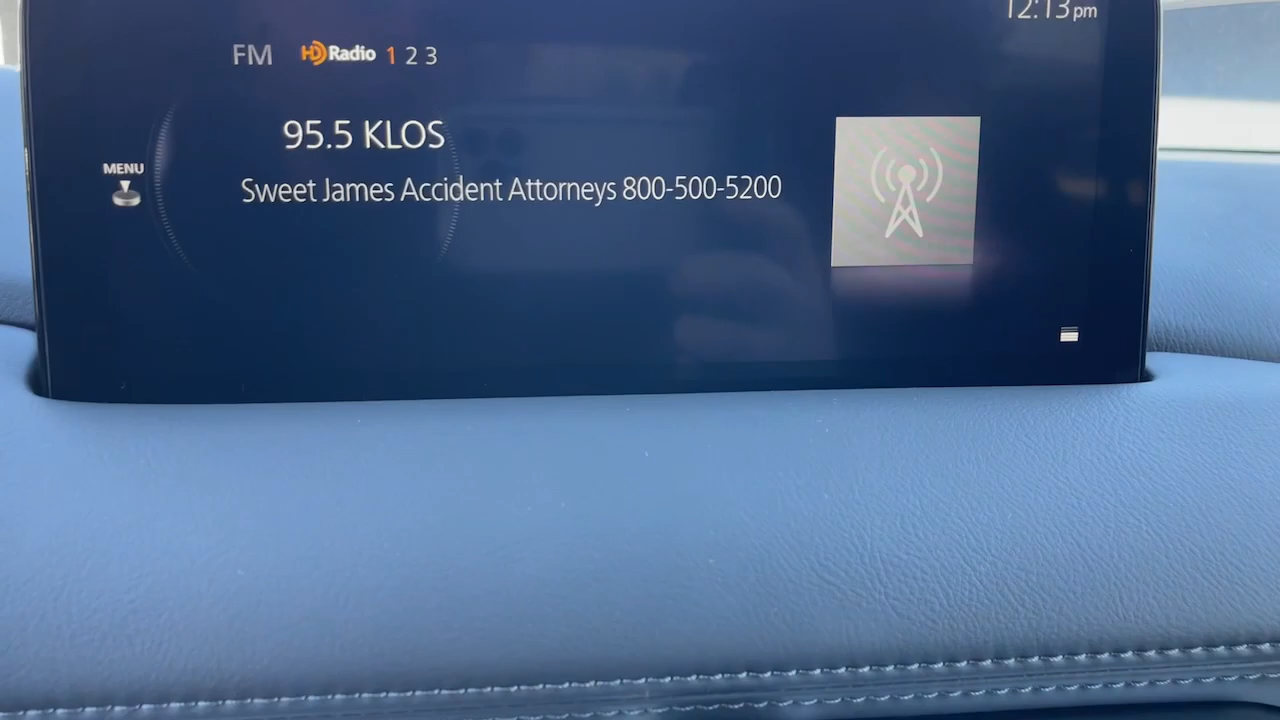 12:13 pm
FM HD Radio 1 2 3
95.5 KLOS
MENU
Sweet James Accident Attorneys 800-500-5200